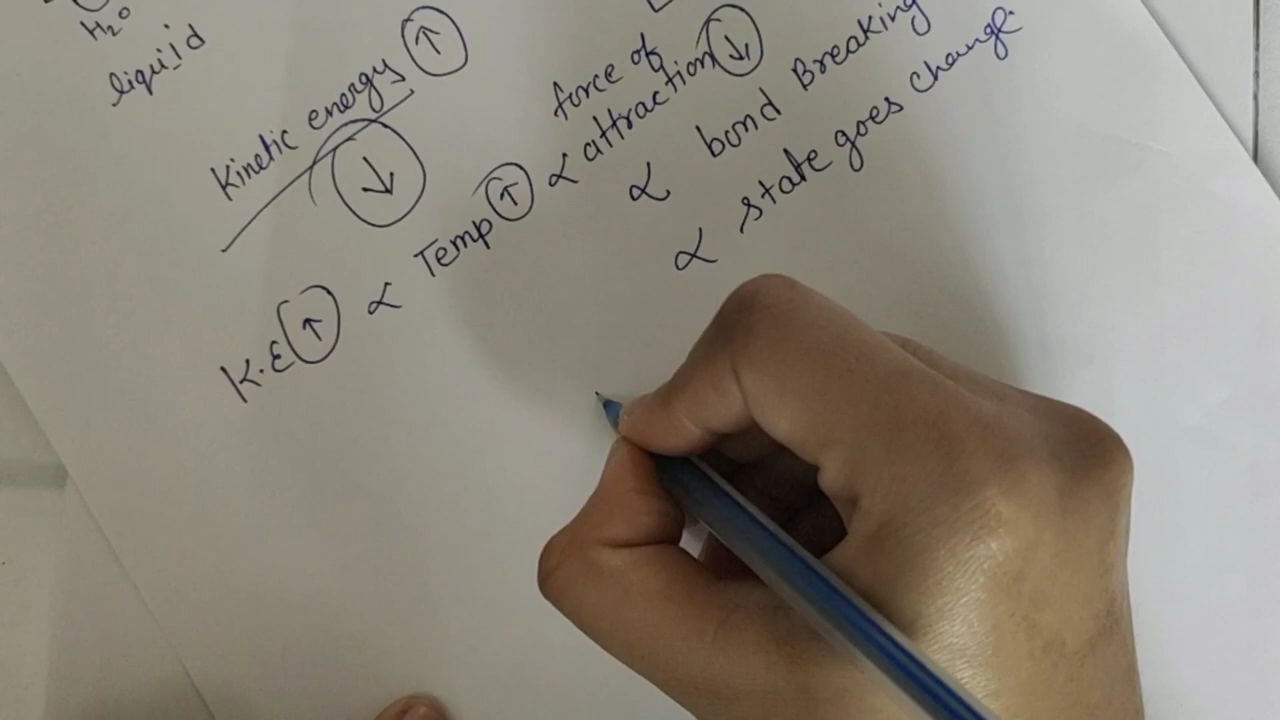 H₂O
liquid
Kinetic energy ↑
↓
K.E ↑ ∝ Temp ↑ ∝ force of attraction ↓
∝ bond Breaking
∝ state goes change.